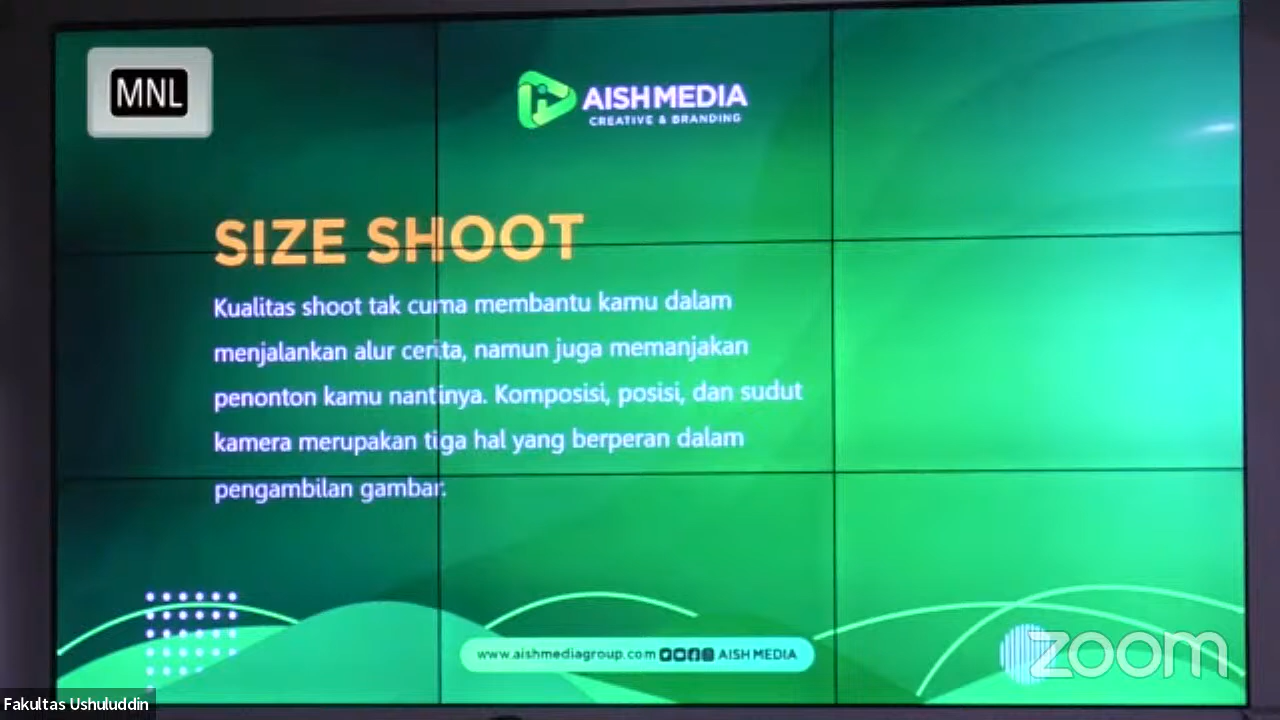 MNL
AISHMEDIA
CREATIVE & BRANDING
SIZE SHOOT
Kualitas shoot tak cuma membantu kamu dalam
menjalankan alur cerita, namun juga memanjakan
penonton kamu nantinya. Komposisi, posisi, dan sudut
kamera merupakan tiga hal yang berperan dalam
pengambilan gambar.
www.aishmediagroup.com AISH MEDIA
zoom
Fakultas Ushuluddin